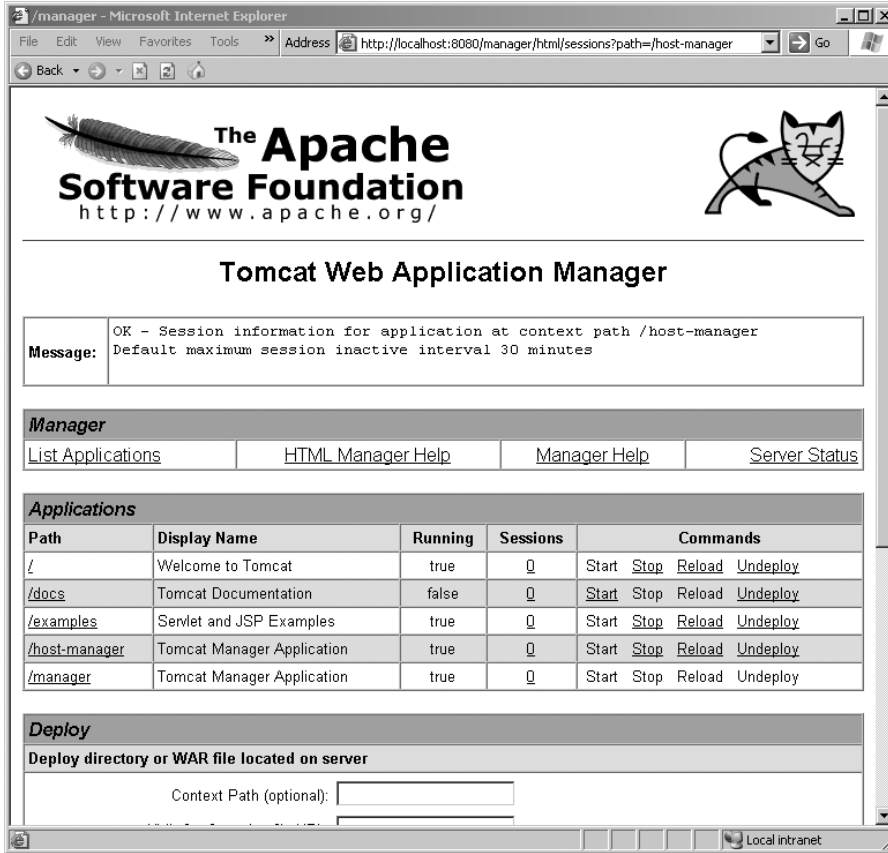 /manager - Microsoft Internet Explorer
File Edit View Favorites Tools » Address http://localhost:8080/manager/html/sessions?path=/host-manager Go
Back
The Apache
Software Foundation
http://www.apache.org/
Tomcat Web Application Manager
Message: OK - Session information for application at context path /host-manager
Default maximum session inactive interval 30 minutes
Manager
List Applications HTML Manager Help Manager Help Server Status
Applications
Path Display Name Running Sessions Commands
/ Welcome to Tomcat true 0 Start Stop Reload Undeploy
/docs Tomcat Documentation false 0 Start Stop Reload Undeploy
/examples Servlet and JSP Examples true 0 Start Stop Reload Undeploy
/host-manager Tomcat Manager Application true 0 Start Stop Reload Undeploy
/manager Tomcat Manager Application true 0 Start Stop Reload Undeploy
Deploy
Deploy directory or WAR file located on server
Context Path (optional):
Local intranet